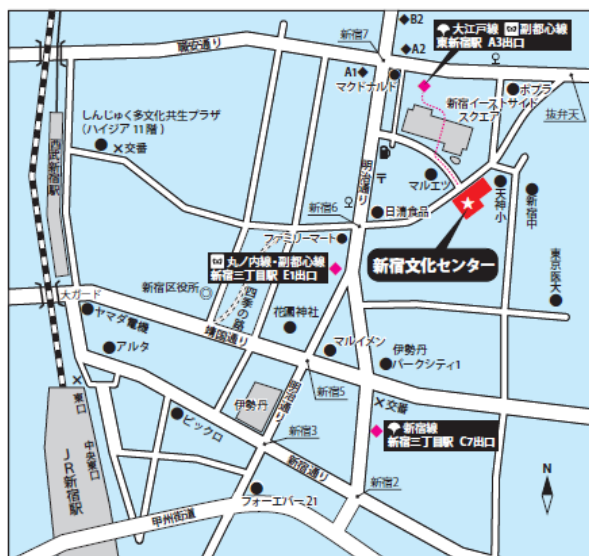 B2
大江戸線 副都心線
東新宿駅 A3出口
新宿7
A2
職安通り
A1
マクドナルド
ポプラ
抜弁天
新宿イーストサイド
スクエア
しんじゅく多文化共生プラザ
(ハイジア11階)
交番
西武新宿駅
明治通り
マルエツ
天神小
新宿中
新宿6
日清食品
ファミリーマート
新宿文化センター
丸ノ内線・副都心線
新宿三丁目駅 E1出口
東京医大
新宿区役所
四季の路
大ガード
花園神社
ヤマダ電機
靖国通り
マルイメン
アルタ
伊勢丹
パークシティ1
明治通り
新宿5
伊勢丹
交番
東口
ビックロ
新宿3
新宿線
新宿三丁目駅 C7出口
中央東口
JR新宿駅
新宿通り
新宿2
N
フォーエバー21
甲州街道